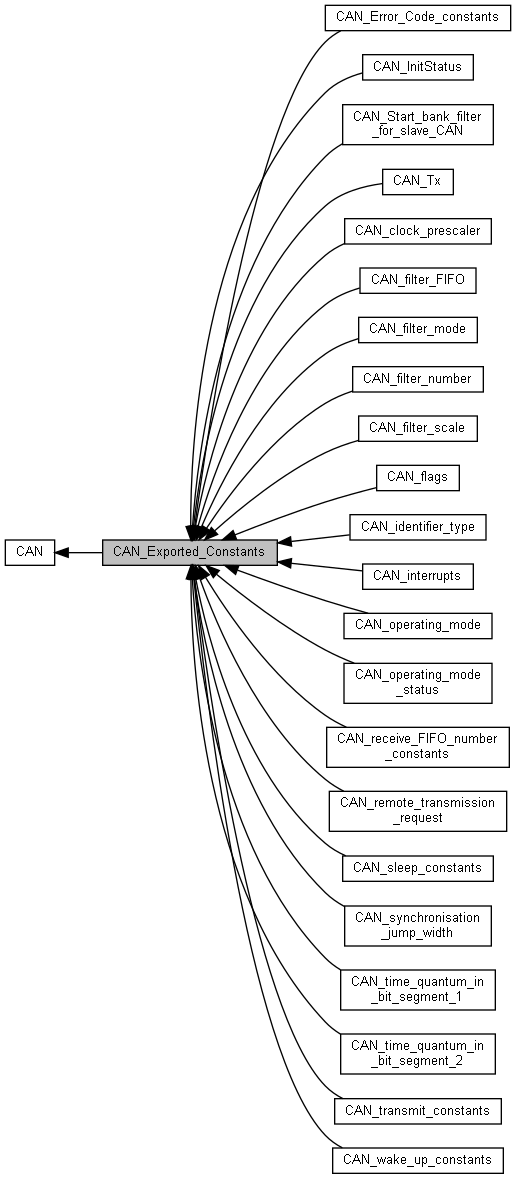 CAN_Error_Code_constants
CAN_InitStatus
CAN_Start_bank_filter
_for_slave_CAN
CAN_Tx
CAN_clock_prescaler
CAN_filter_FIFO
CAN_filter_mode
CAN_filter_number
CAN_filter_scale
CAN_flags
CAN_identifier_type
CAN
CAN_Exported_Constants
CAN_interrupts
CAN_operating_mode
CAN_operating_mode
_status
CAN_receive_FIFO_number
_constants
CAN_remote_transmission
_request
CAN_sleep_constants
CAN_synchronisation
_jump_width
CAN_time_quantum_in
_bit_segment_1
CAN_time_quantum_in
_bit_segment_2
CAN_transmit_constants
CAN_wake_up_constants